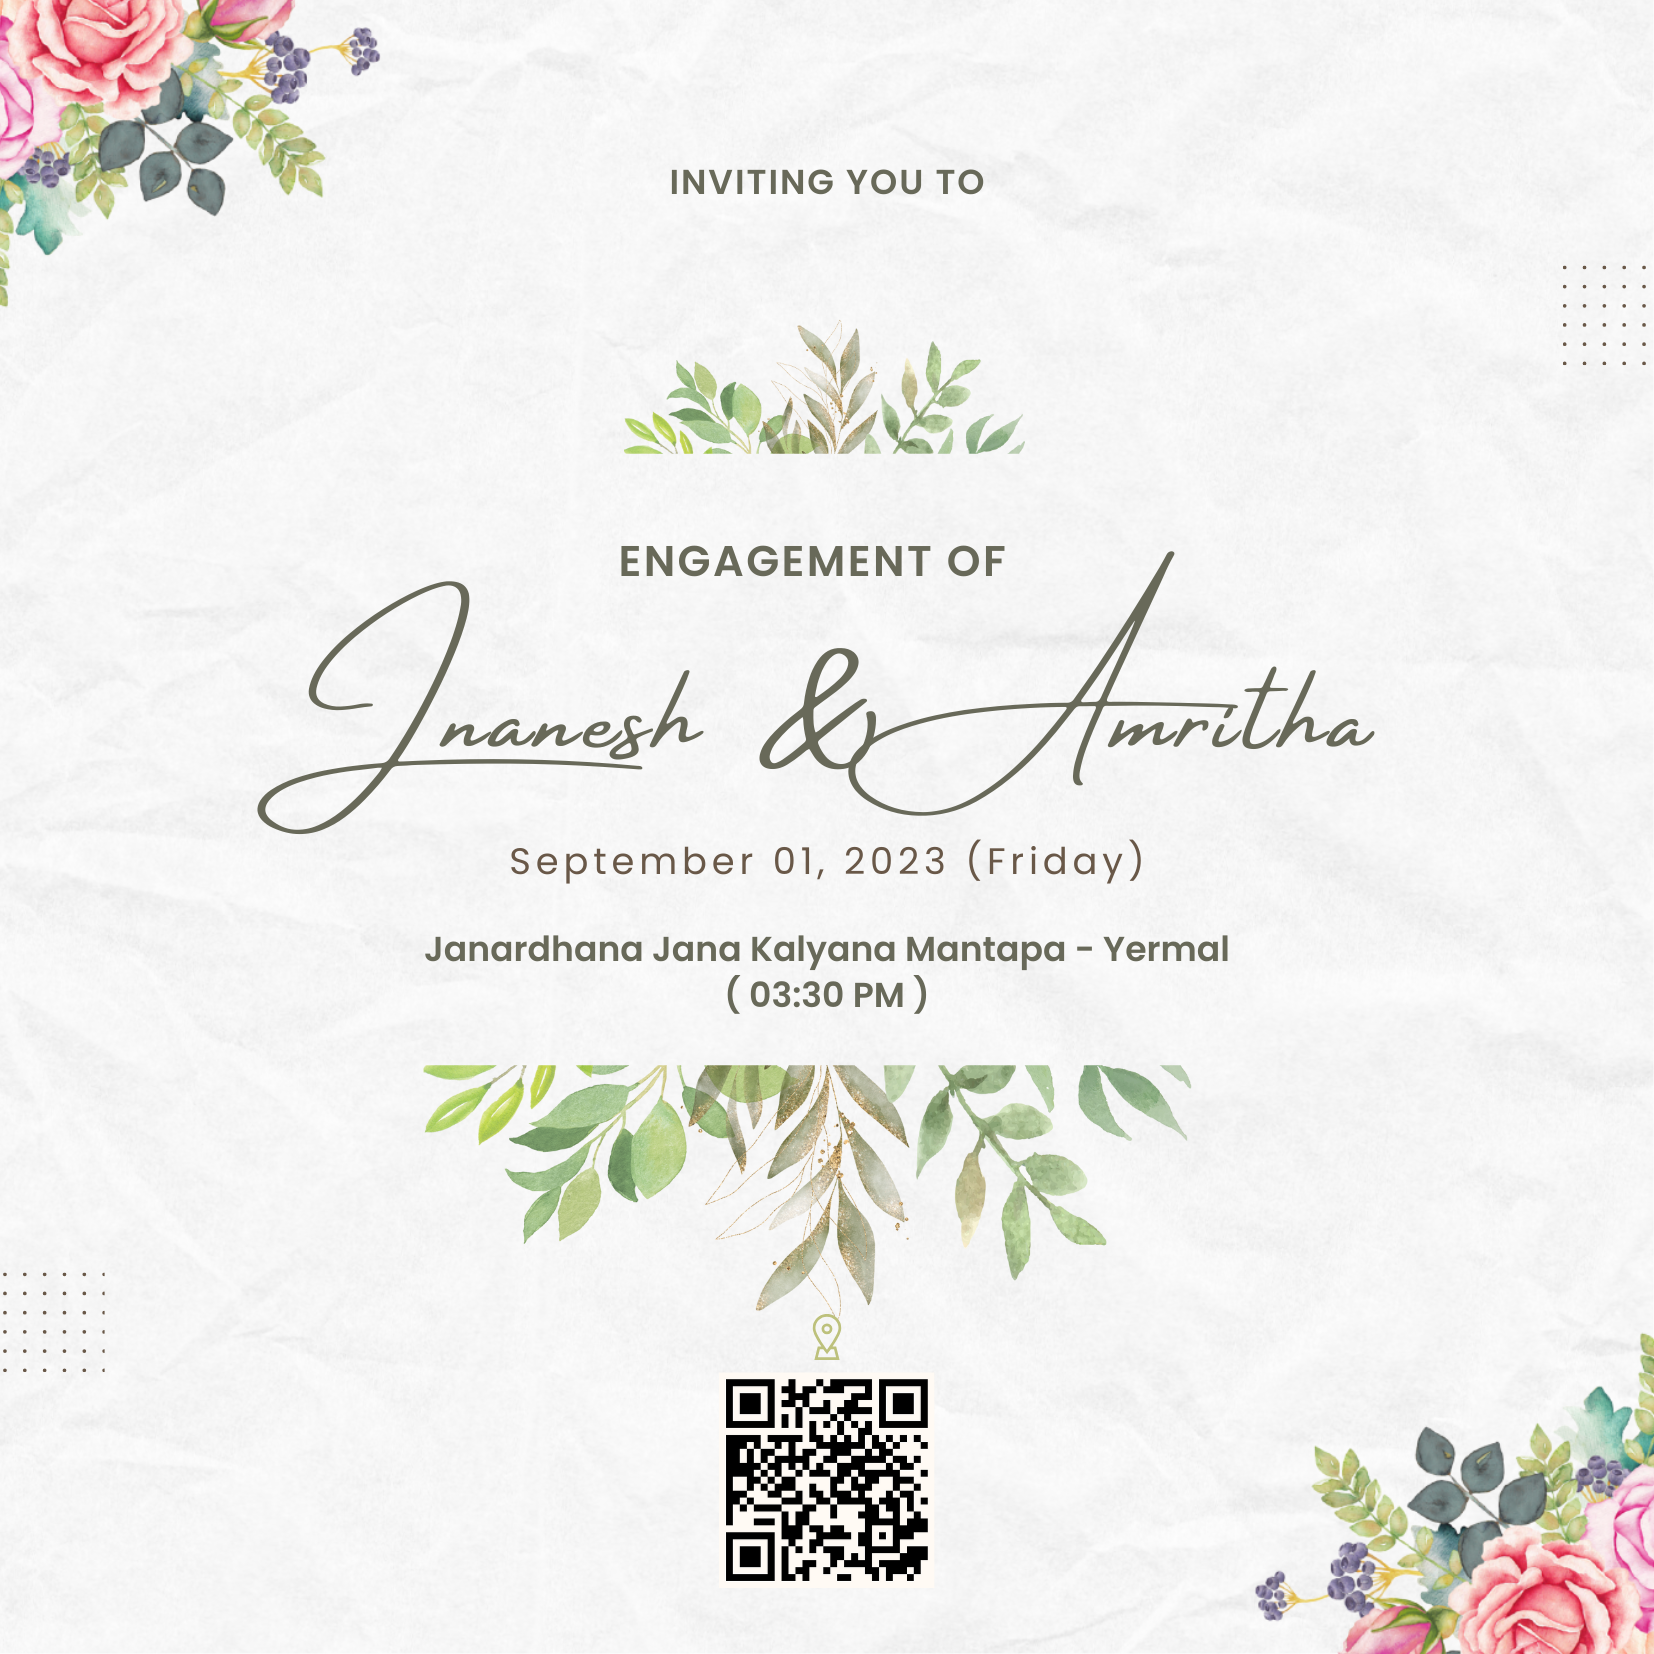 INVITING YOU TO
ENGAGEMENT OF
Jnanesh & Amritha
September 01, 2023 (Friday)
Janardhana Jana Kalyana Mantapa - Yermal
( 03:30 PM )